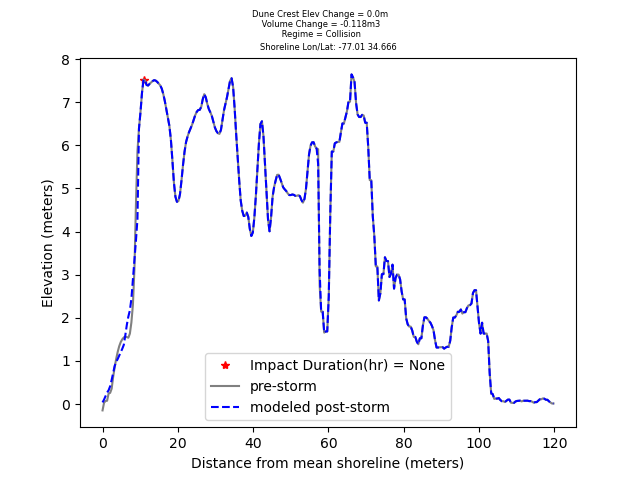 Dune Crest Elev Change = 0.0m
Volume Change = -0.118m3
Regime = Collision
Shoreline Lon/Lat: -77.01 34.666
8
7
6
5
4
3
2
1
0
Elevation (meters)
Impact Duration(hr) = None
pre-storm
modeled post-storm
0 20 40 60 80 100 120
Distance from mean shoreline (meters)